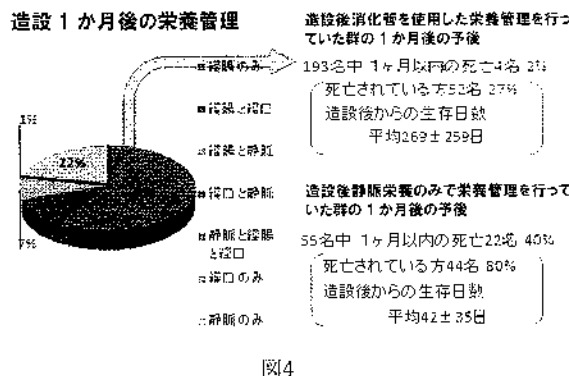 造設1か月後の栄養管理
造設後消化管を使用した栄養管理を行っ
ていた群の1か月後の予後
193名中 1ヶ月以内の死亡4名 2%
死亡されている方52名 27%
造設後からの生存日数
平均269±259日
経腸のみ
経腸と経口
経腸と静脈
経口と静脈
静脈と経腸
と経口
経口のみ
静脈のみ
1%
22%
7%
造設後静脈栄養のみで栄養管理を行って
いた群の1か月後の予後
55名中 1ヶ月以内の死亡22名 40%
死亡されている方44名 80%
造設後からの生存日数
平均42±35日
図4